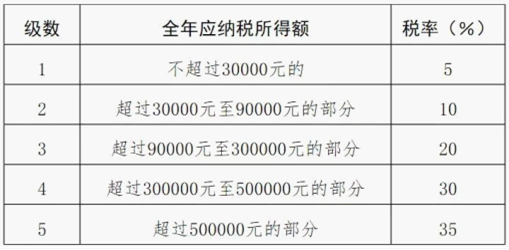 级数 全年应纳税所得额 税率（%）
1 不超过30000元的 5
2 超过30000元至90000元的部分 10
3 超过90000元至300000元的部分 20
4 超过300000元至500000元的部分 30
5 超过500000元的部分 35